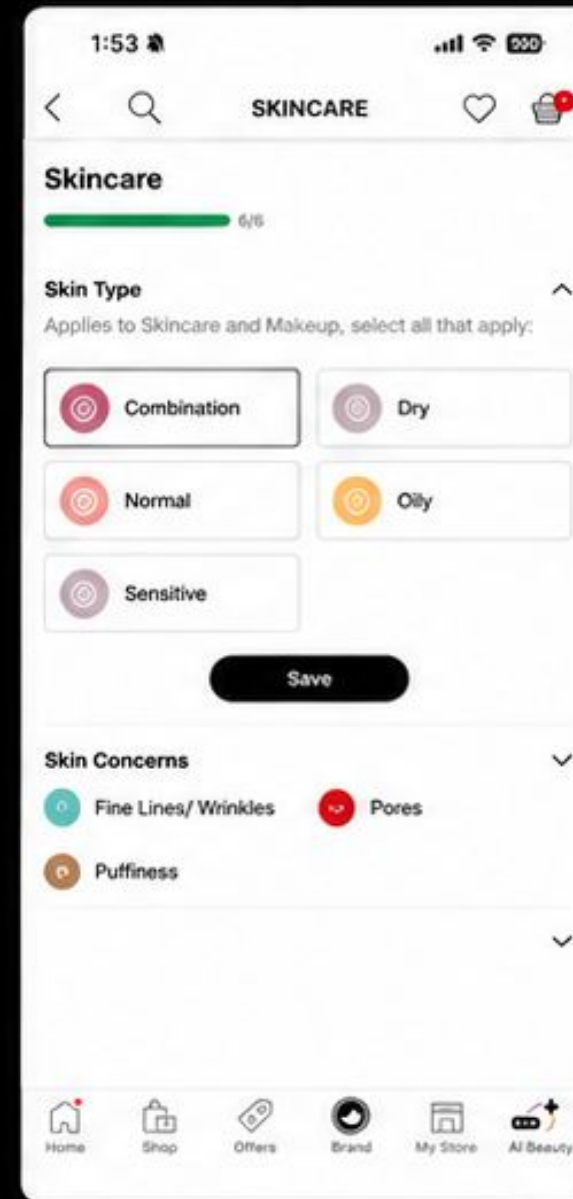 1:53
SKINCARE
Skincare
6/6
Skin Type
Applies to Skincare and Makeup, select all that apply:
Combination
Dry
Normal
Oily
Sensitive
Save
Skin Concerns
Fine Lines/ Wrinkles
Pores
Puffiness
Home
Shop
Offers
Brand
My Store
AI Beauty